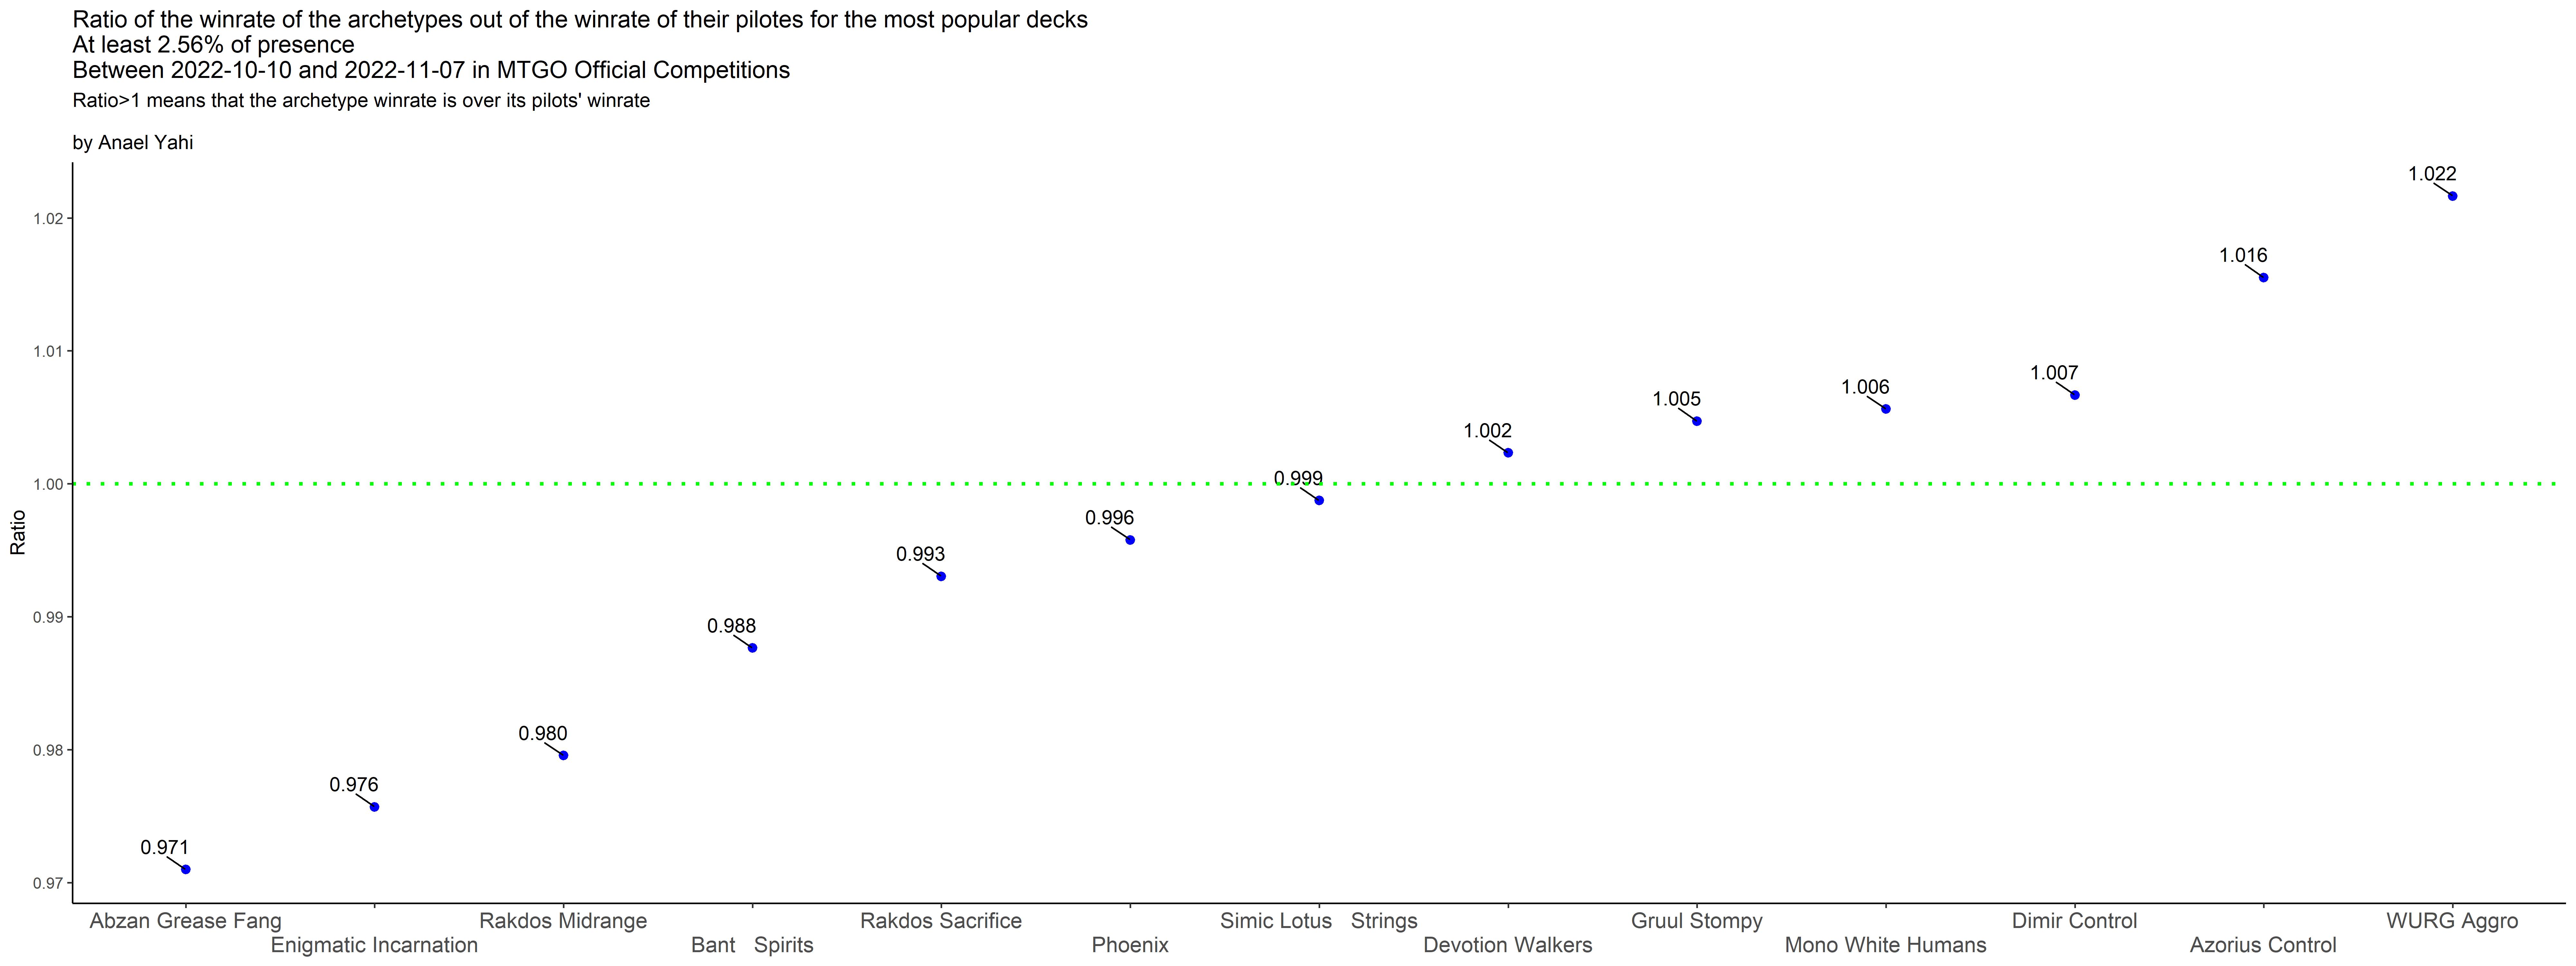 Ratio of the winrate of the archetypes out of the winrate of their pilotes for the most popular decks
At least 2.56% of presence
Between 2022-10-10 and 2022-11-07 in MTGO Official Competitions
Ratio>1 means that the archetype winrate is over its pilots' winrate
by Anael Yahi
1.022
1.02
1.016
1.01
1.007
1.006
1.005
1.002
1.00
0.999
0.996
Ratio
0.993
0.99
0.988
0.980
0.98
0.976
0.971
0.97
Abzan Grease Fang
Enigmatic Incarnation
Rakdos Midrange
Bant Spirits
Rakdos Sacrifice
Phoenix
Simic Lotus Strings
Devotion Walkers
Gruul Stompy
Mono White Humans
Dimir Control
Azorius Control
WURG Aggro